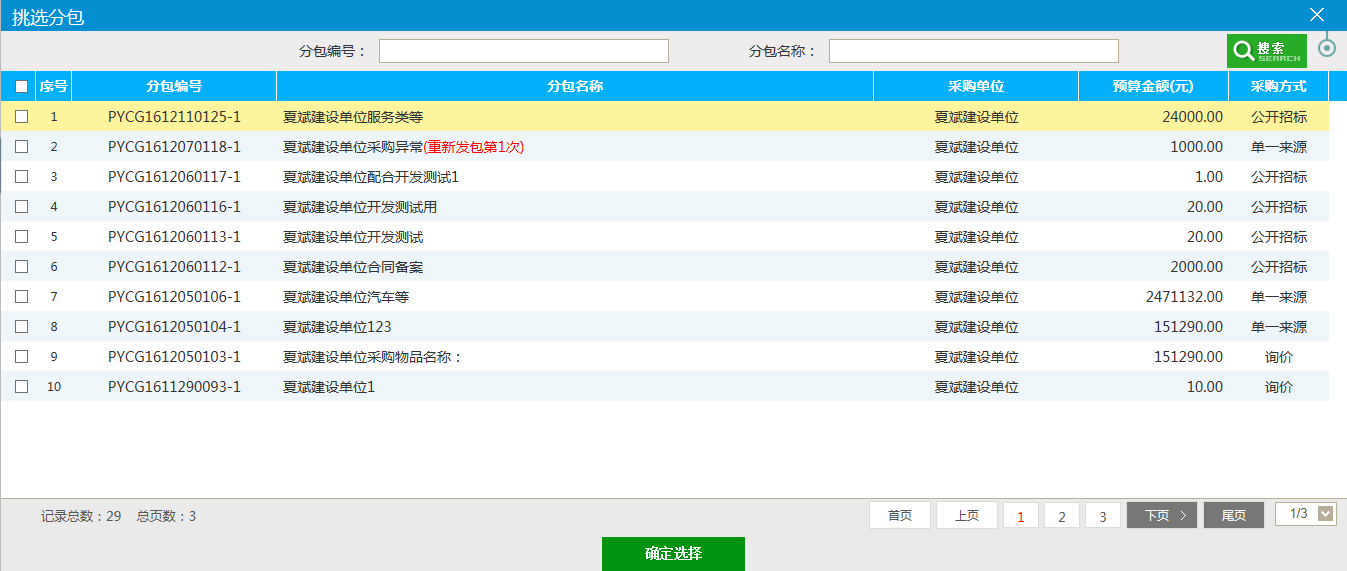 挑选分包
分包编号： 分包名称： 搜索 SEARCH
序号 分包编号 分包名称 采购单位 预算金额(元) 采购方式
1 PYCG1612110125-1 夏斌建设单位服务类等 夏斌建设单位 24000.00 公开招标
2 PYCG1612070118-1 夏斌建设单位采购异常(重新发包第1次) 夏斌建设单位 1000.00 单一来源
3 PYCG1612060117-1 夏斌建设单位配合开发测试1 夏斌建设单位 1.00 公开招标
4 PYCG1612060116-1 夏斌建设单位开发测试用 夏斌建设单位 20.00 公开招标
5 PYCG1612060113-1 夏斌建设单位开发测试 夏斌建设单位 20.00 公开招标
6 PYCG1612060112-1 夏斌建设单位合同备案 夏斌建设单位 2000.00 公开招标
7 PYCG1612050106-1 夏斌建设单位汽车等 夏斌建设单位 2471132.00 单一来源
8 PYCG1612050104-1 夏斌建设单位123 夏斌建设单位 151290.00 单一来源
9 PYCG1612050103-1 夏斌建设单位采购物品名称： 夏斌建设单位 151290.00 询价
10 PYCG1611290093-1 夏斌建设单位1 夏斌建设单位 10.00 询价
记录总数：29 总页数：3 首页 上页 1 2 3 下页 尾页 1/3
确定选择